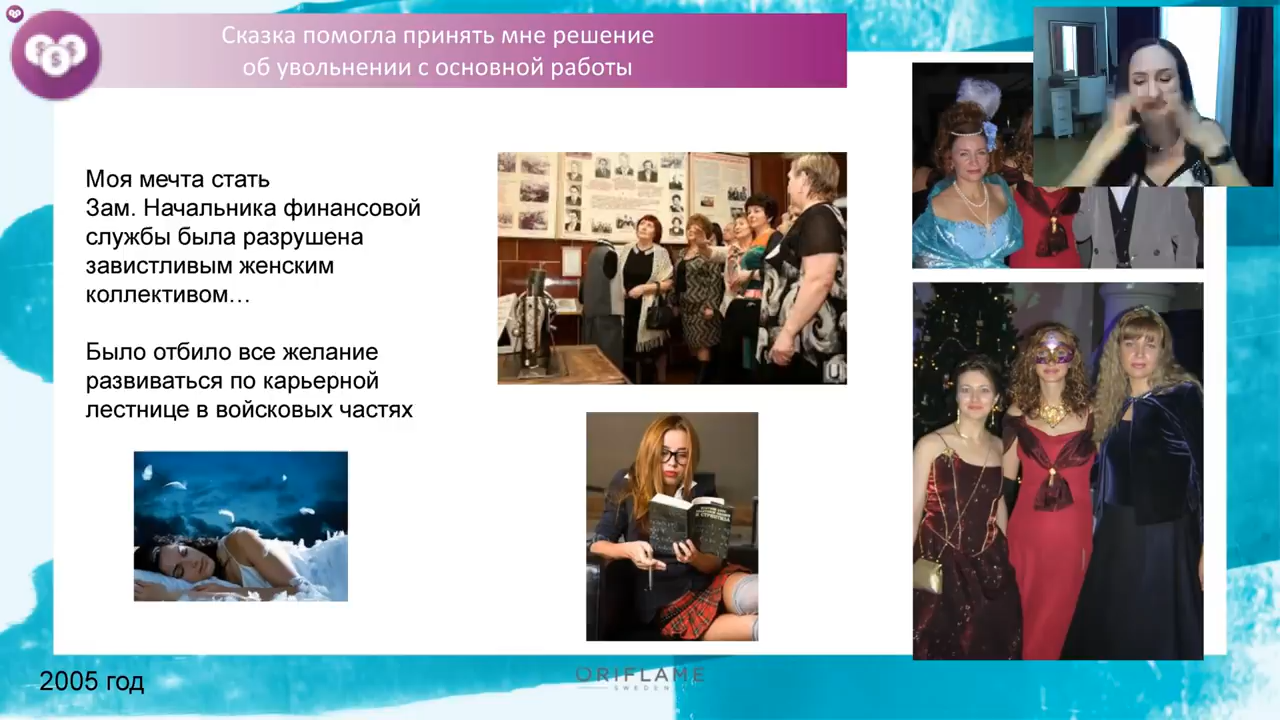 Сказка помогла принять мне решение
об увольнении с основной работы
Моя мечта стать
Зам. Начальника финансовой
службы была разрушена
завистливым женским
коллективом…
Было отбило все желание
развиваться по карьерной
лестнице в войсковых частях
2005 год
ORIFLAME
SWEDEN